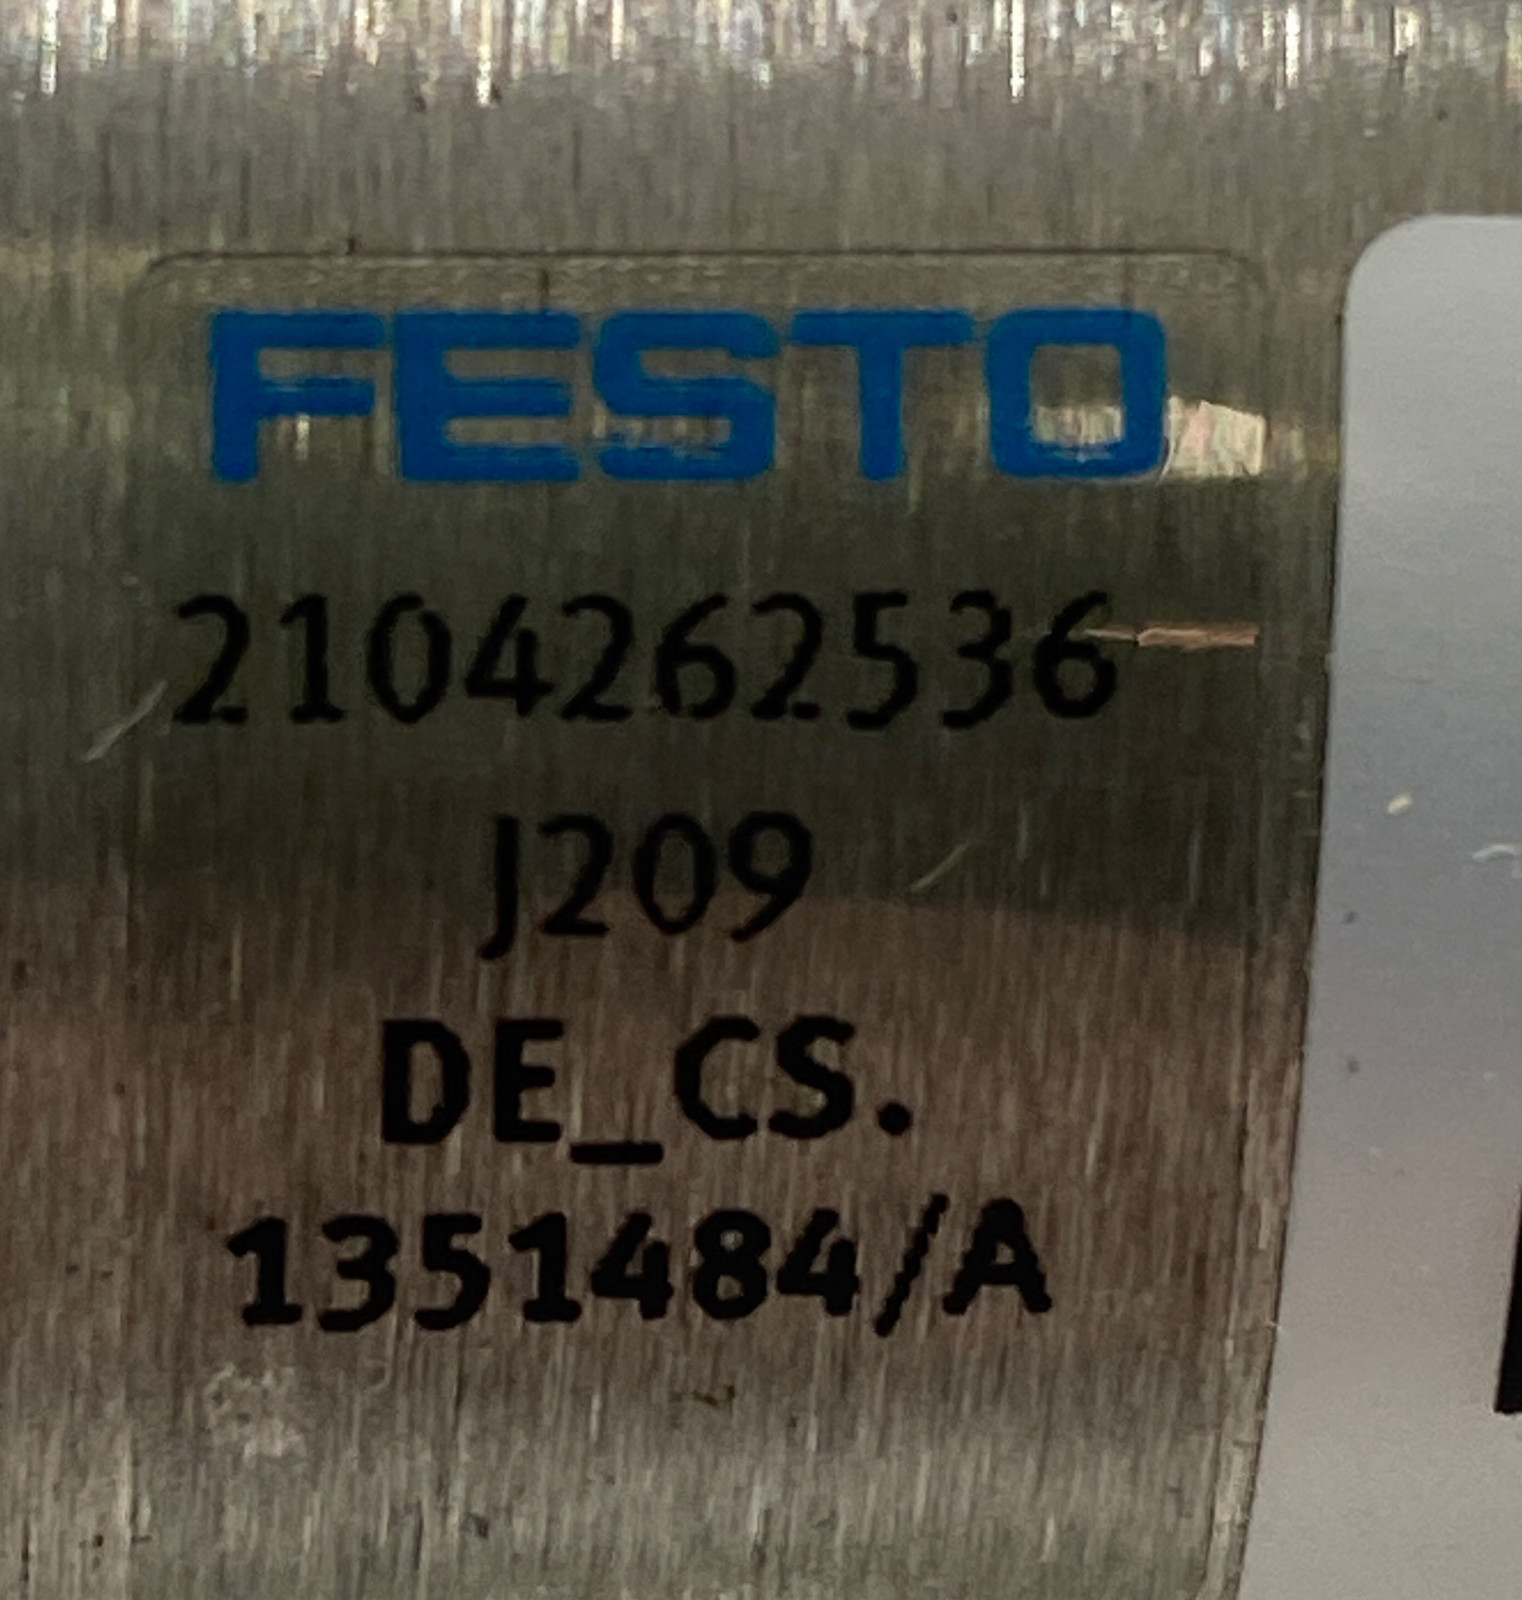 FESTO
2104262536
J209
DE_CS.
1351484/A